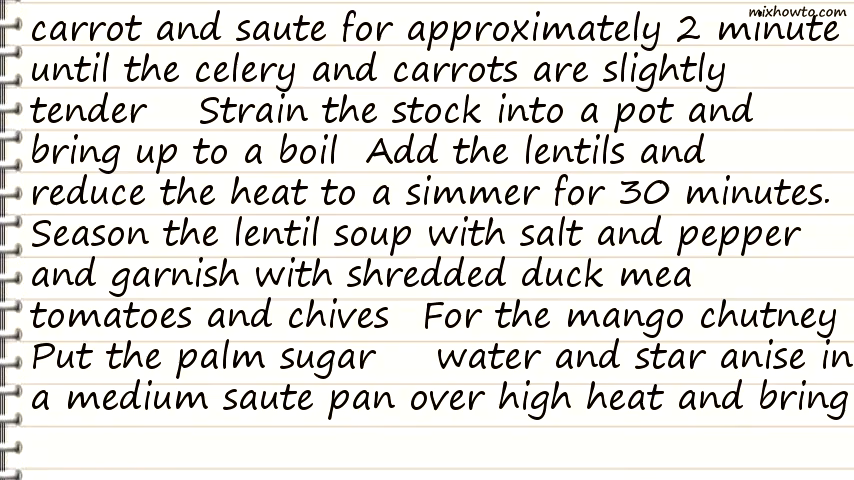 mixhowto.com
carrot and saute for approximately 2 minute
until the celery and carrots are slightly
tender Strain the stock into a pot and
bring up to a boil Add the lentils and
reduce the heat to a simmer for 30 minutes.
Season the lentil soup with salt and pepper
and garnish with shredded duck mea
tomatoes and chives For the mango chutney
Put the palm sugar water and star anise in
a medium saute pan over high heat and bring